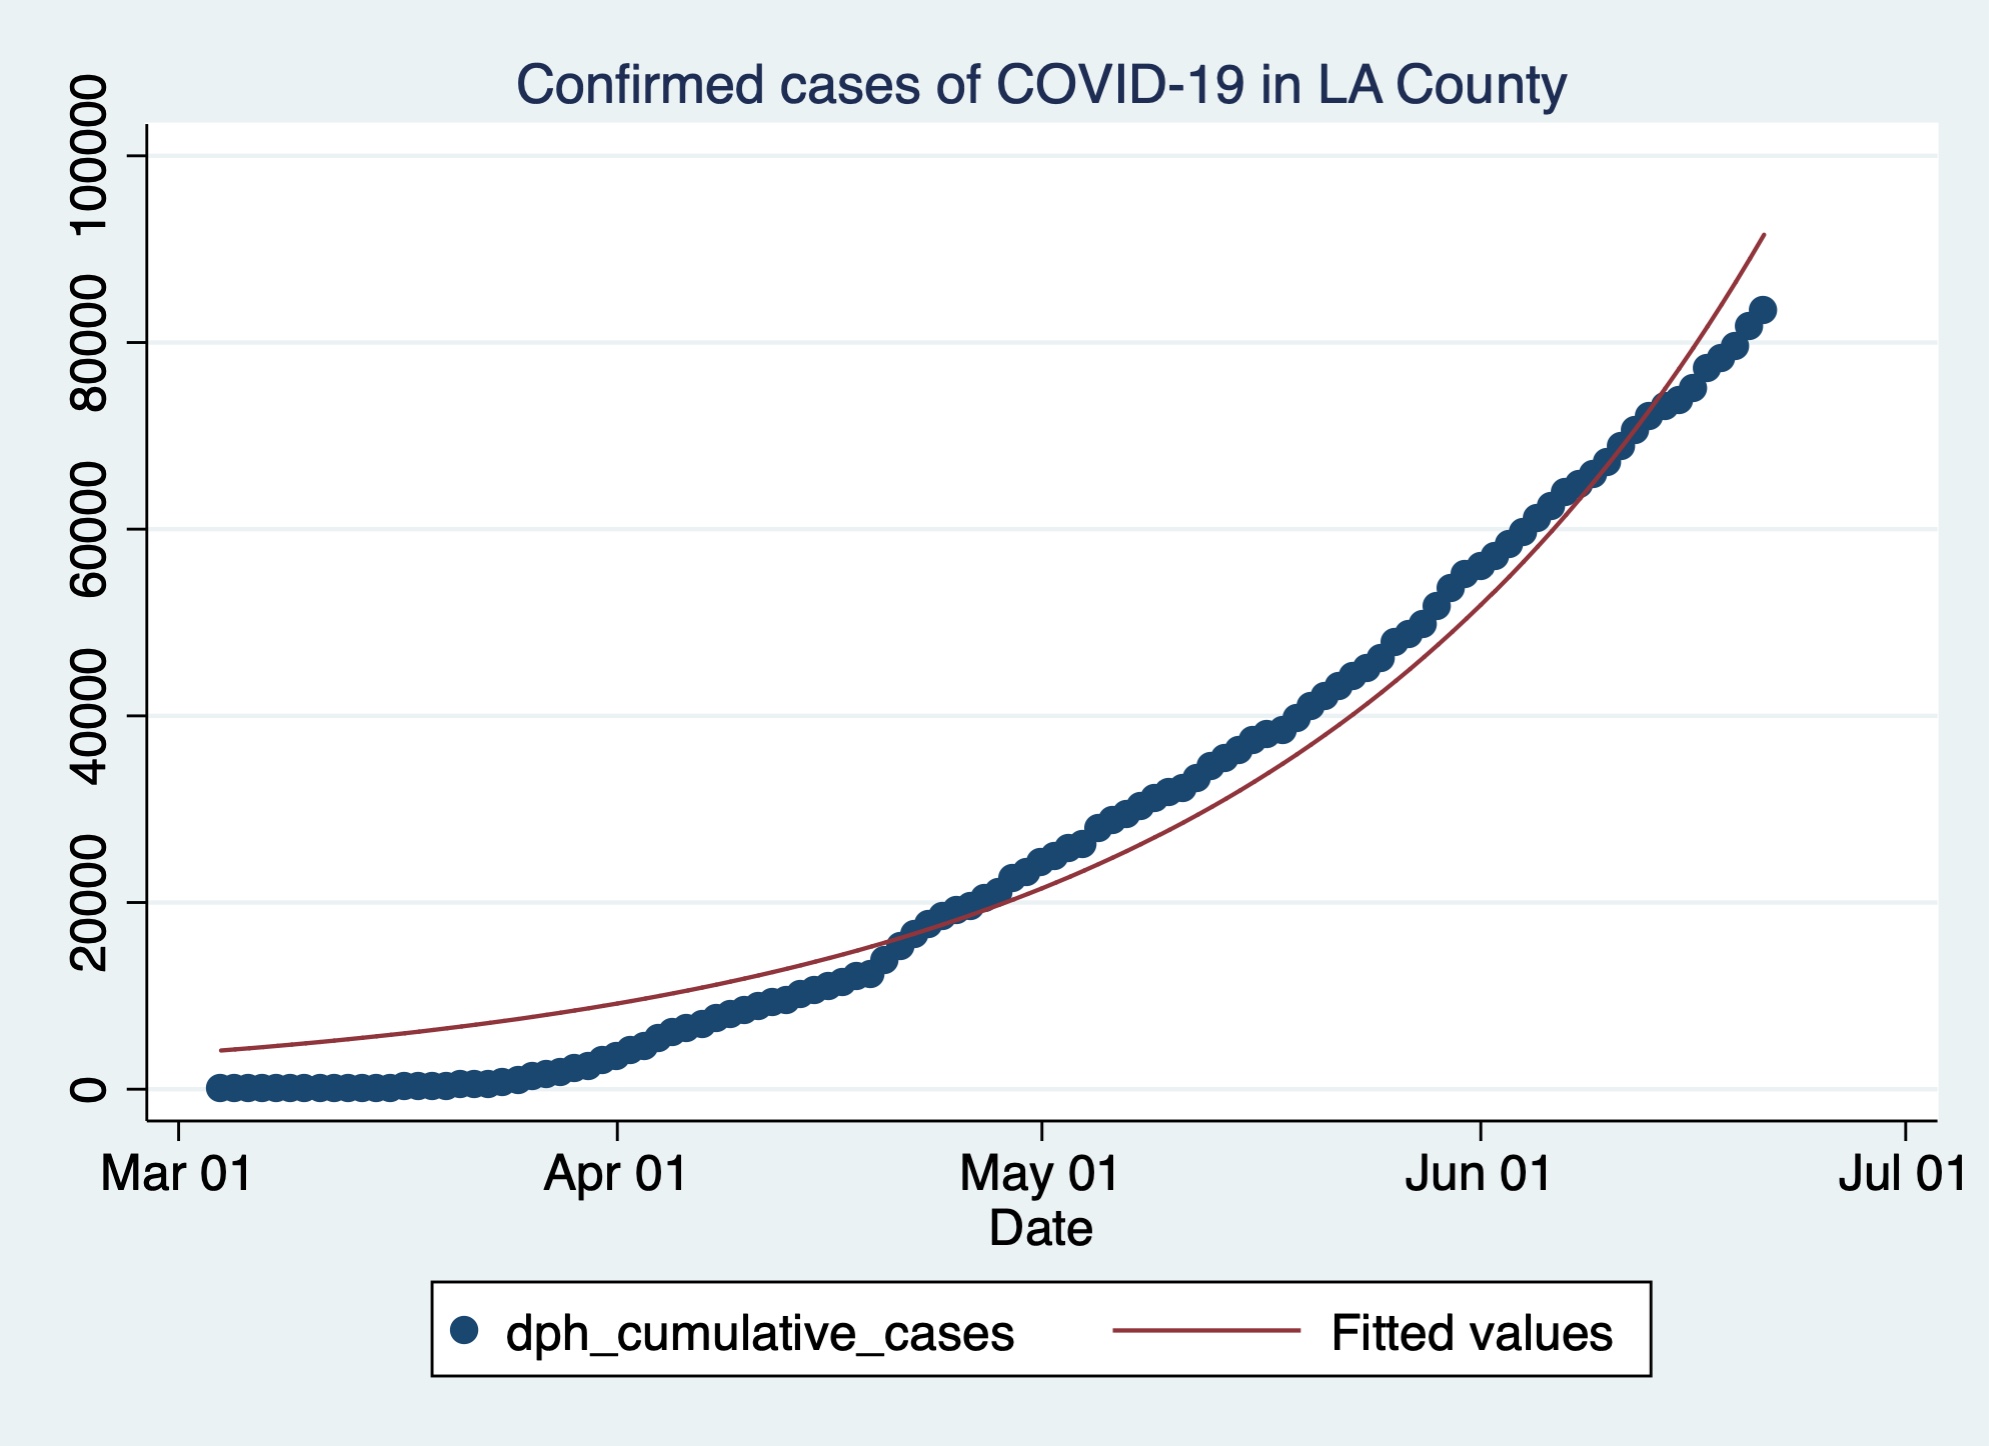 Confirmed cases of COVID-19 in LA County
100000
80000
60000
40000
20000
0
Mar 01 Apr 01 May 01 Jun 01 Jul 01
Date
dph_cumulative_cases Fitted values